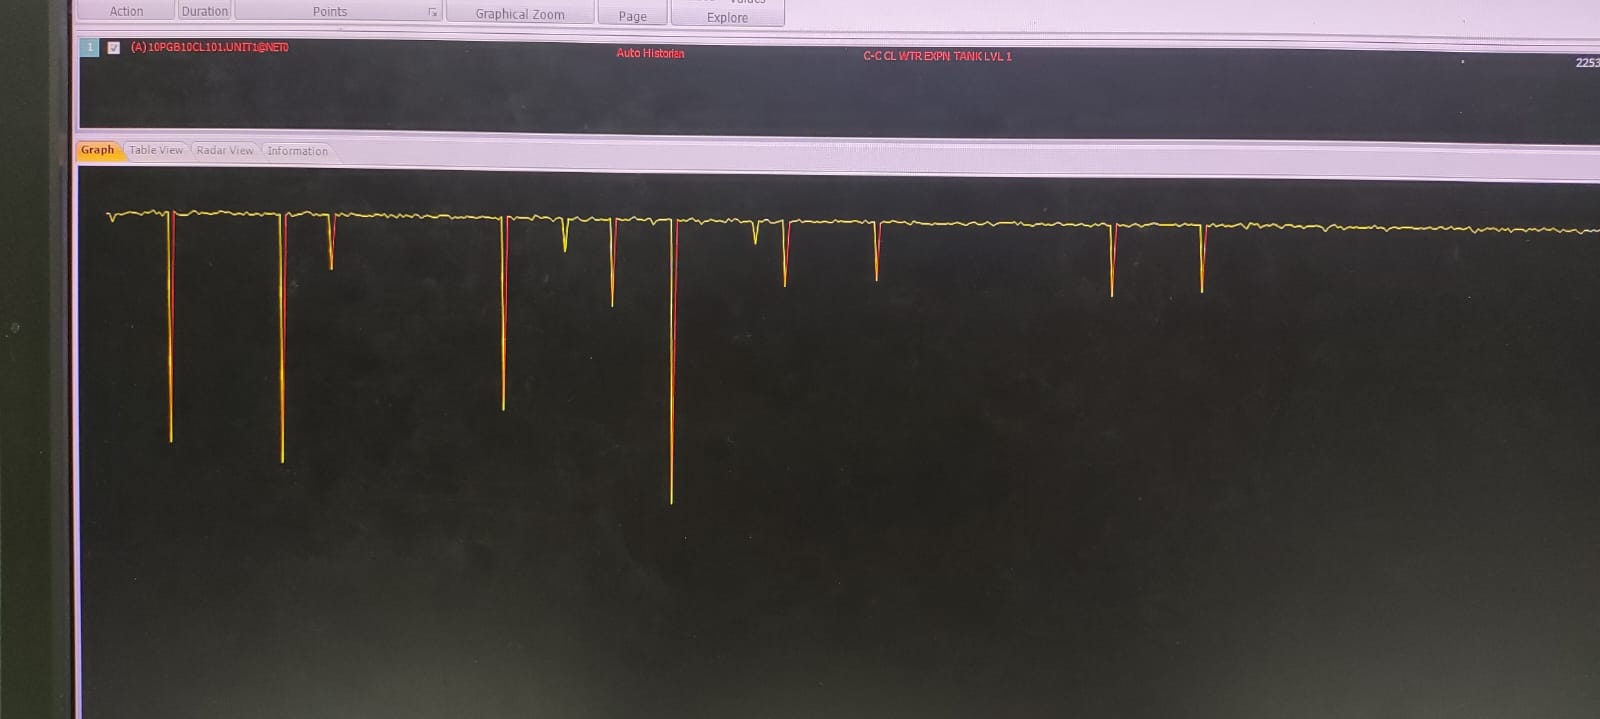 Action Duration Points Graphical Zoom Page Explore
1 (A) 10PGB10CL101.UNIT1@NET0 Auto Historian C-C CL WTR EXPN TANK LVL 1 2253
Graph Table View Radar View Information